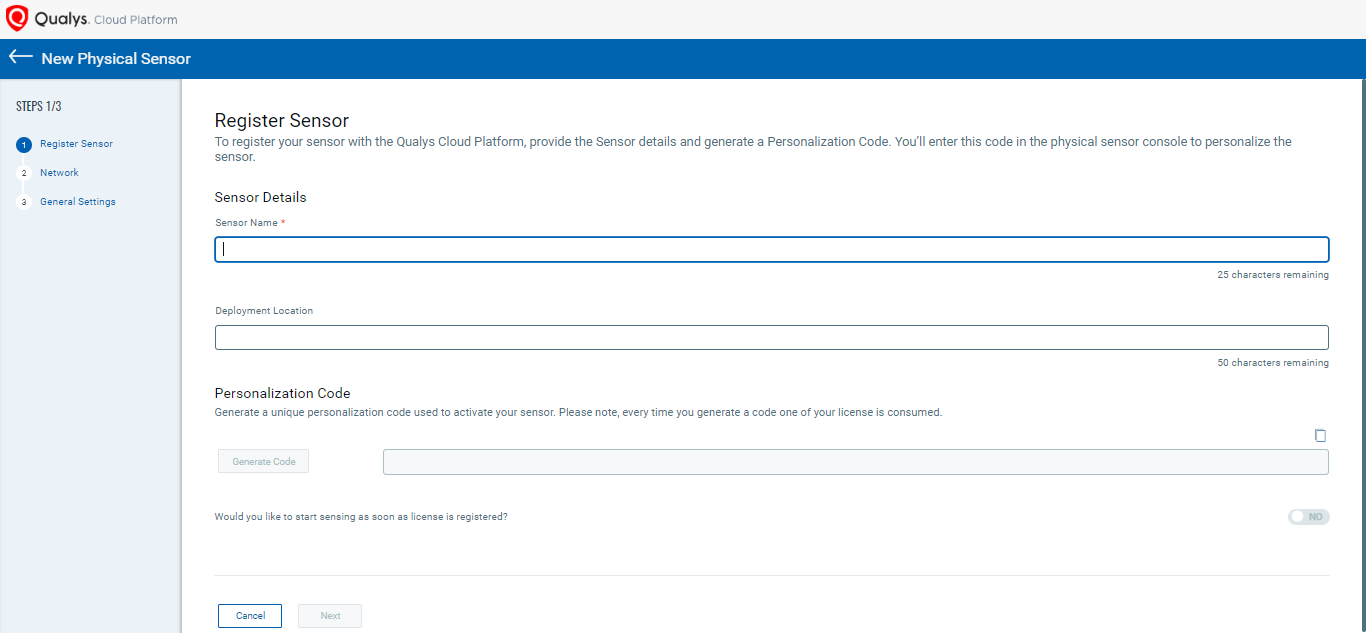 Qualys. Cloud Platform
New Physical Sensor
STEPS 1/3
1 Register Sensor
2 Network
3 General Settings
Register Sensor
To register your sensor with the Qualys Cloud Platform, provide the Sensor details and generate a Personalization Code. You'll enter this code in the physical sensor console to personalize the
sensor.
Sensor Details
Sensor Name *
25 characters remaining
Deployment Location
50 characters remaining
Personalization Code
Generate a unique personalization code used to activate your sensor. Please note, every time you generate a code one of your license is consumed.
Generate Code
Would you like to start sensing as soon as license is registered?
NO
Cancel
Next